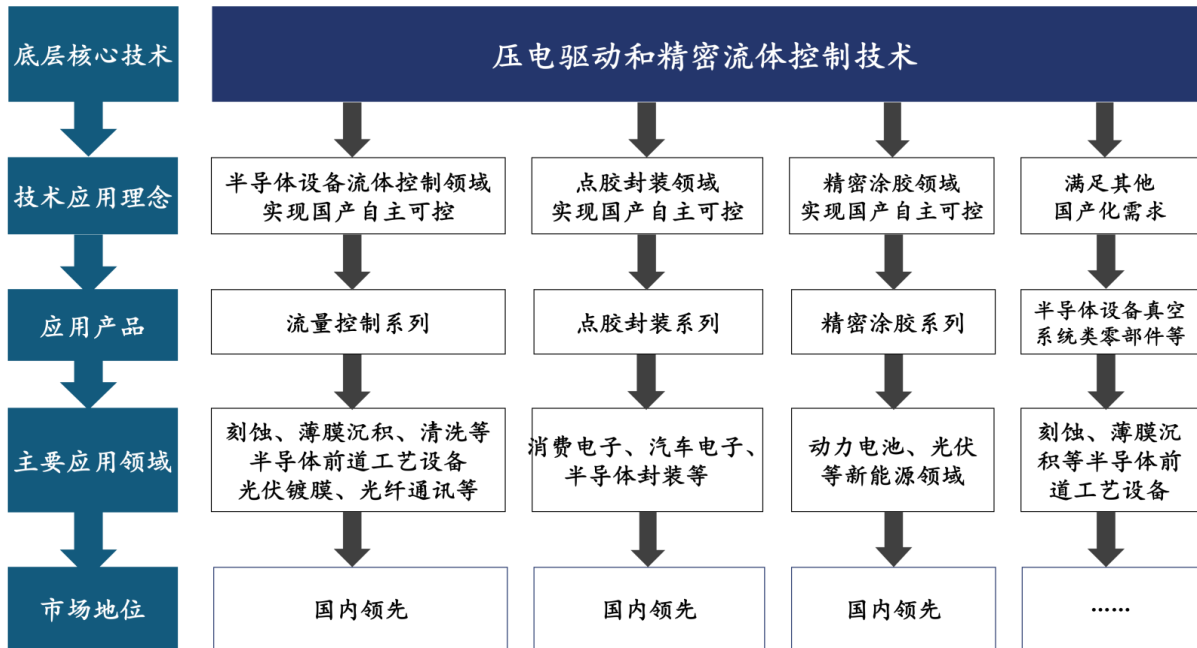 底层核心技术
压电驱动和精密流体控制技术
技术应用理念
半导体设备流体控制领域
实现国产自主可控
点胶封装领域
实现国产自主可控
精密涂胶领域
实现国产自主可控
满足其他
国产化需求
应用产品
流量控制系列
点胶封装系列
精密涂胶系列
半导体设备真空
系统类零部件等
主要应用领域
刻蚀、薄膜沉积、清洗等
半导体前道工艺设备
光伏镀膜、光纤通讯等
消费电子、汽车电子、
半导体封装等
动力电池、光伏
等新能源领域
刻蚀、薄膜沉
积等半导体前
道工艺设备
市场地位
国内领先
国内领先
国内领先
······